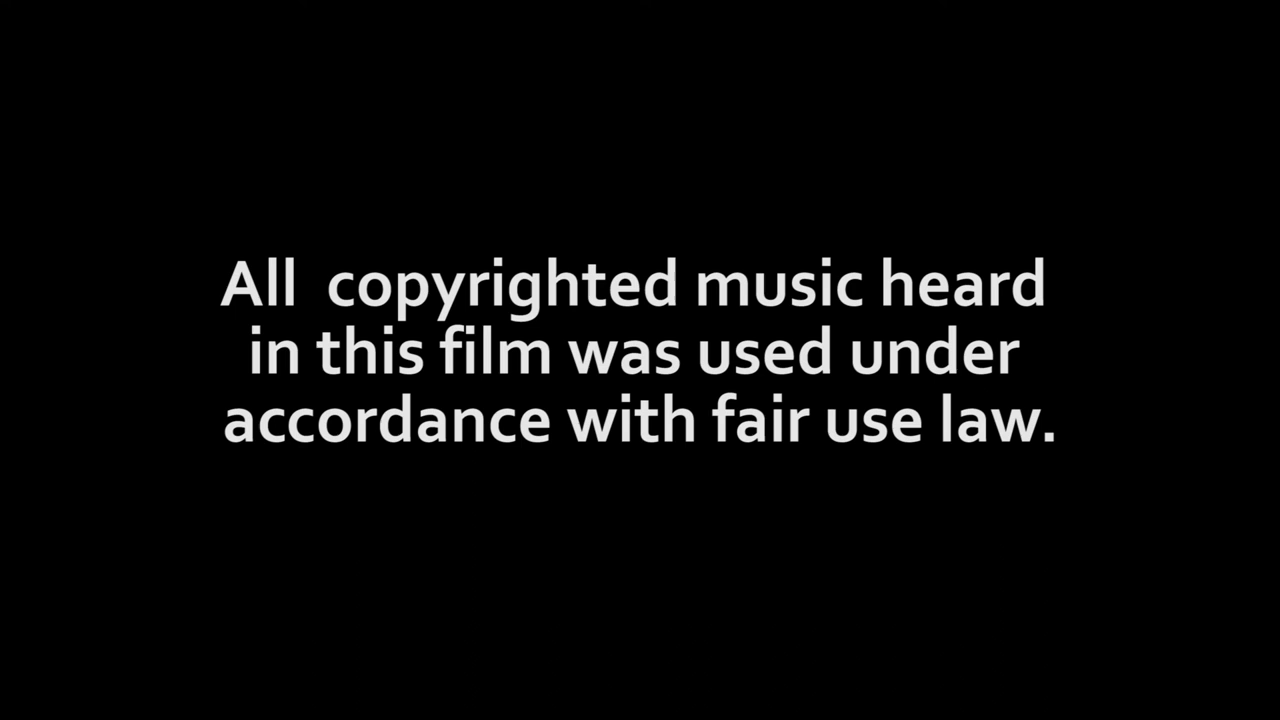 All  copyrighted music heard
in this film was used under
accordance with fair use law.